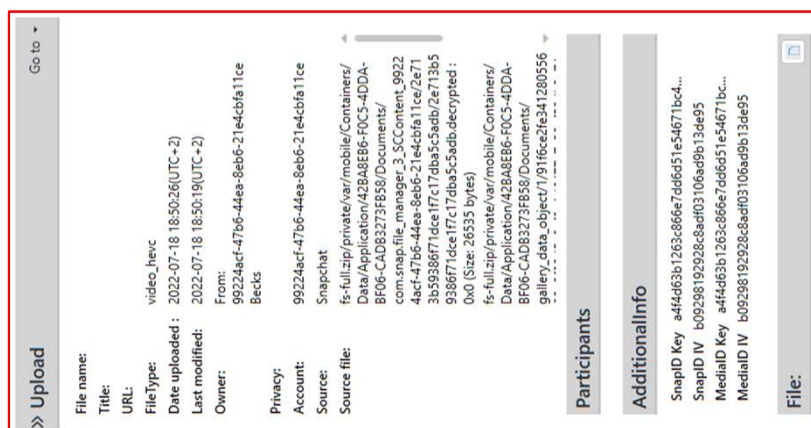 » Upload
Go to
File name:
Title:
URL:
FileType: video_hevc
Date uploaded : 2022-07-18 18:50:26(UTC+2)
Last modified: 2022-07-18 18:50:19(UTC+2)
Owner: From:
99224acf-47b6-44ea-8eb6-21e4cbfa11ce
Becks
Privacy:
Account: 99224acf-47b6-44ea-8eb6-21e4cbfa11ce
Source: Snapchat
Source file: fs-full.zip/private/var/mobile/Containers/
Data/Application/42BA8EB6-F0C5-4DDA-
BF06-CADB3273FB58/Documents/
com.snap.file_manager_3_SCContent_9922
4acf-47b6-44ea-8eb6-21e4cbfa11ce/2e71
3b59386f71dce1f7c17dba5c5adb/2e713b5
9386f71dce1f7c17dba5c5adb.decrypted :
0x0 (Size: 26535 bytes)
fs-full.zip/private/var/mobile/Containers/
Data/Application/42BA8EB6-F0C5-4DDA-
BF06-CADB3273FB58/Documents/
gallery_data_object/1/91f6ce2fe341280556
Participants
AdditionalInfo
SnapID Key a4f4d63b1263c866e7dd6d51e54671bc4...
SnapID IV b09298192928c8adf03106ad9b13de95
MediaID Key a4f4d63b1263c866e7dd6d51e54671bc...
MediaID IV b09298192928c8adf03106ad9b13de95
File: